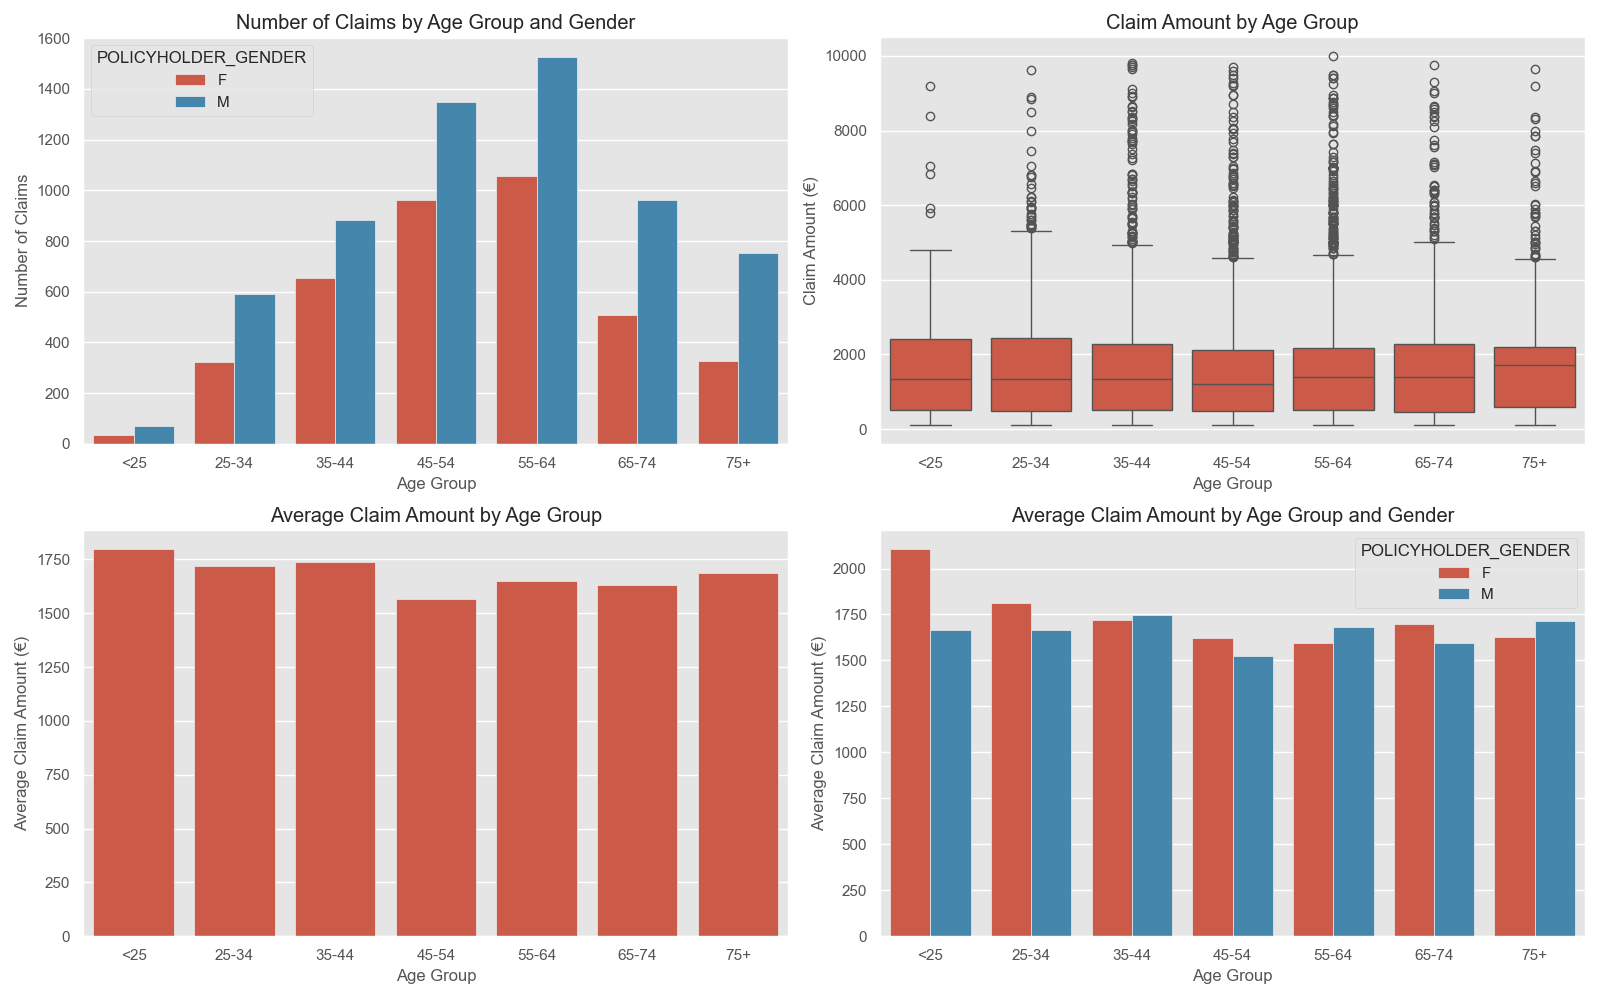 Number of Claims by Age Group and Gender
1600
1400
1200
1000
800
600
400
200
0
Number of Claims
POLICYHOLDER_GENDER
F
M
<25 25-34 35-44 45-54 55-64 65-74 75+
Age Group
Claim Amount by Age Group
10000
8000
6000
4000
2000
0
Claim Amount (€)
<25 25-34 35-44 45-54 55-64 65-74 75+
Age Group
Average Claim Amount by Age Group
1750
1500
1250
1000
750
500
250
0
Average Claim Amount (€)
<25 25-34 35-44 45-54 55-64 65-74 75+
Age Group
Average Claim Amount by Age Group and Gender
2000
1750
1500
1250
1000
750
500
250
0
Average Claim Amount (€)
POLICYHOLDER_GENDER
F
M
<25 25-34 35-44 45-54 55-64 65-74 75+
Age Group